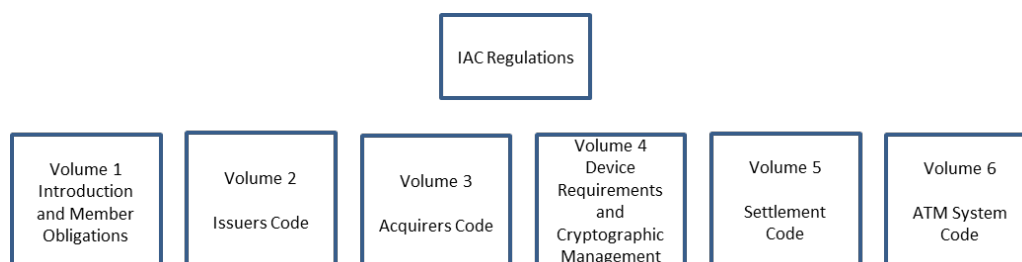 IAC Regulations
Volume 1
Introduction
and Member
Obligations
Volume 2
Issuers Code
Volume 3
Acquirers Code
Volume 4
Device
Requirements
and
Cryptographic
Management
Volume 5
Settlement
Code
Volume 6
ATM System
Code